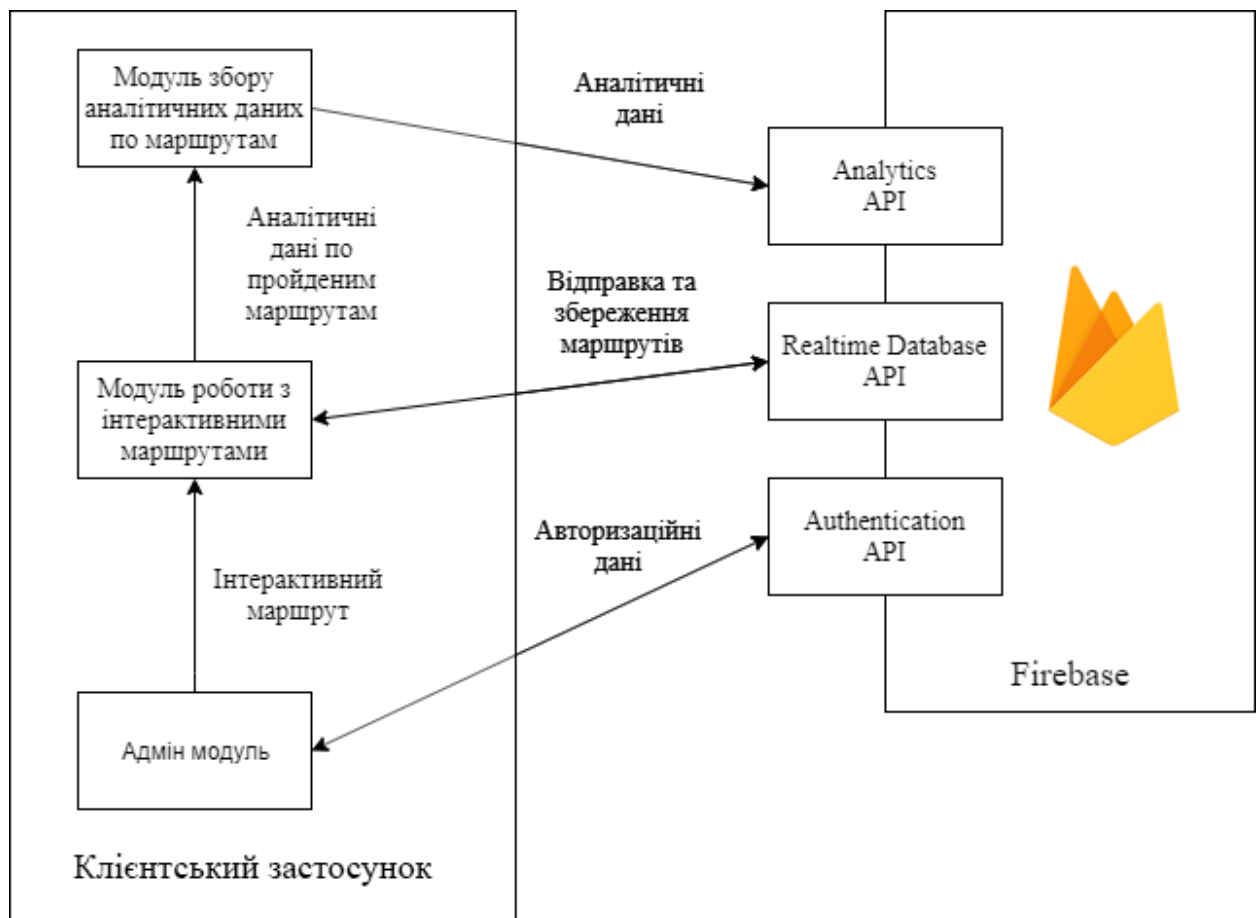 Модуль збору
аналітичних даних
по маршрутам
Аналітичні
дані
Analytics
API
Аналітичні
дані по
пройденим
маршрутам
Відправка та
збереження
маршрутів
Realtime Database
API
Модуль роботи з
інтерактивними
маршрутами
Авторизаційні
дані
Authentication
API
Інтерактивний
маршрут
Firebase
Адмін модуль
Клієнтський застосунок